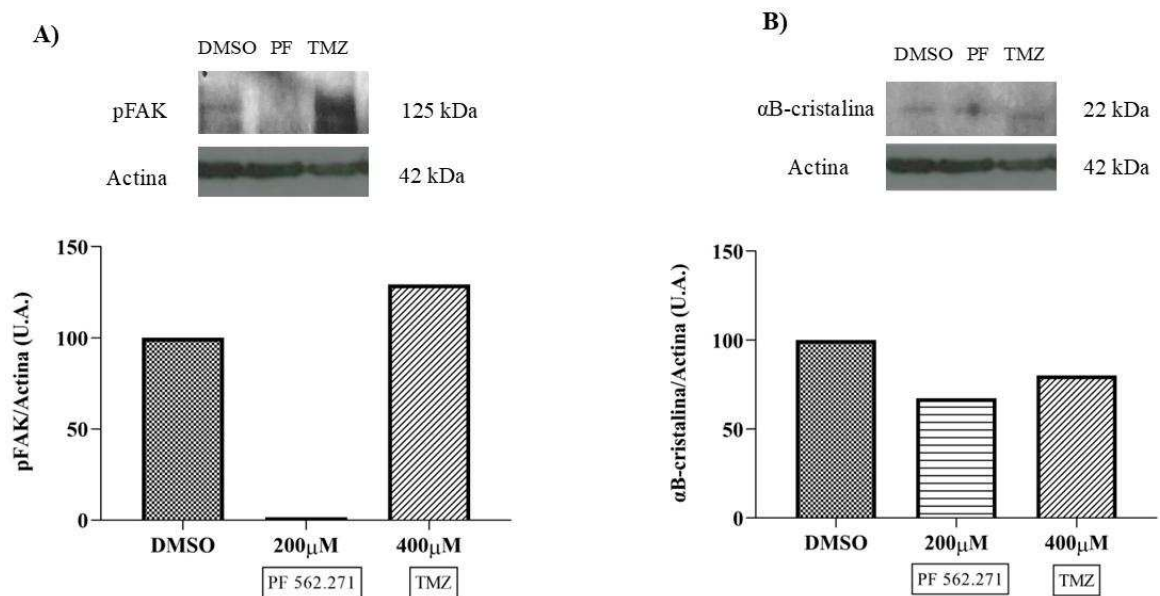 A)
DMSO PF TMZ
pFAK
125 kDa
Actina
42 kDa
pFAK/Actina (U.A.)
150
100
50
0
DMSO
200μM
400μM
PF 562.271
TMZ
B)
DMSO PF TMZ
αB-cristalina
22 kDa
Actina
42 kDa
αB-cristalina/Actina (U.A.)
150
100
50
0
DMSO
200μM
400μM
PF 562.271
TMZ